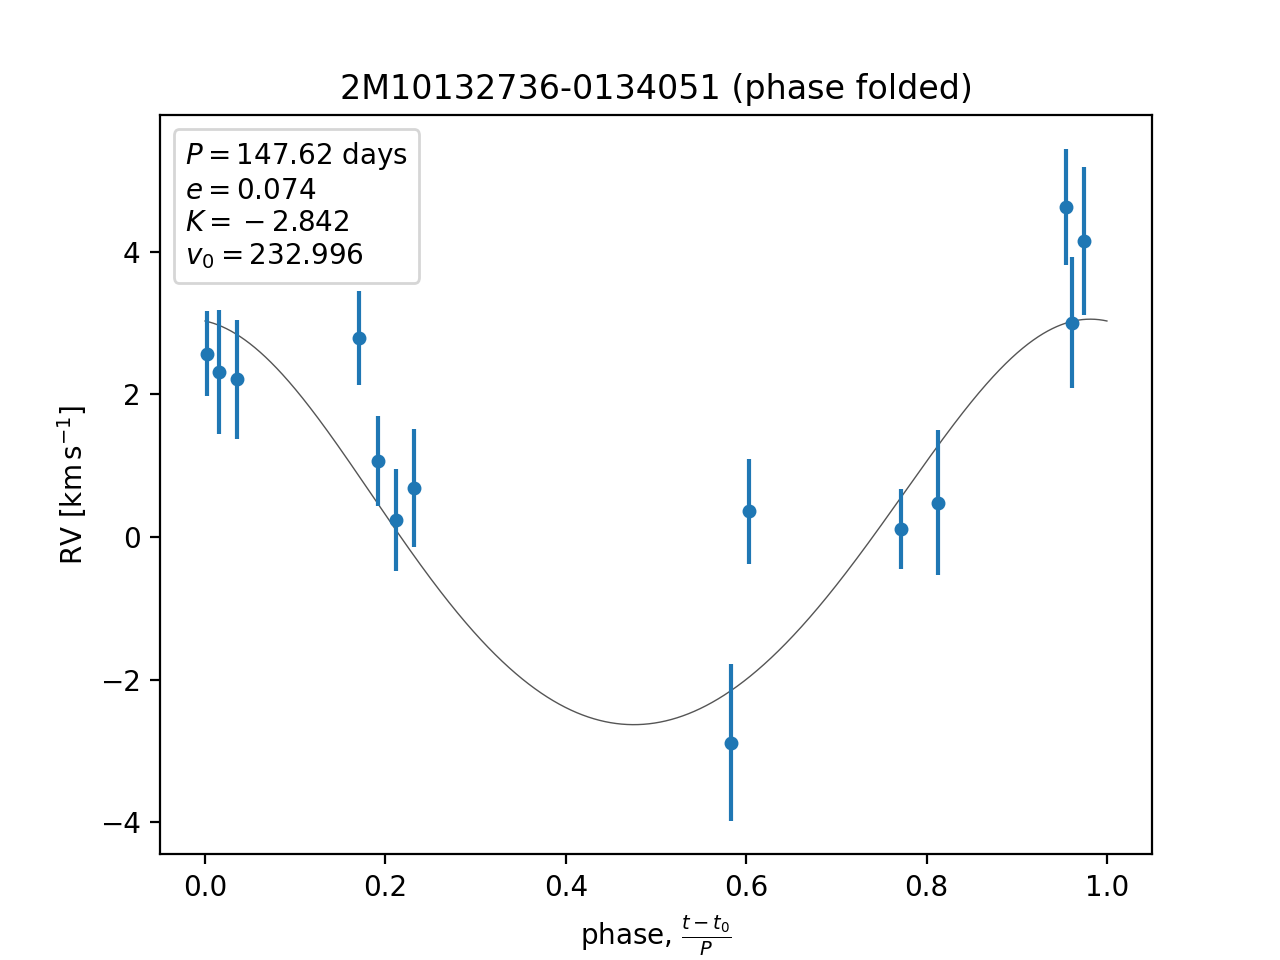 2M10132736-0134051 (phase folded)
P = 147.62 days
e = 0.074
K = −2.842
v₀ = 232.996
RV [km s⁻¹]
4
2
0
−2
−4
0.0 0.2 0.4 0.6 0.8 1.0
phase, (t − t₀)/P